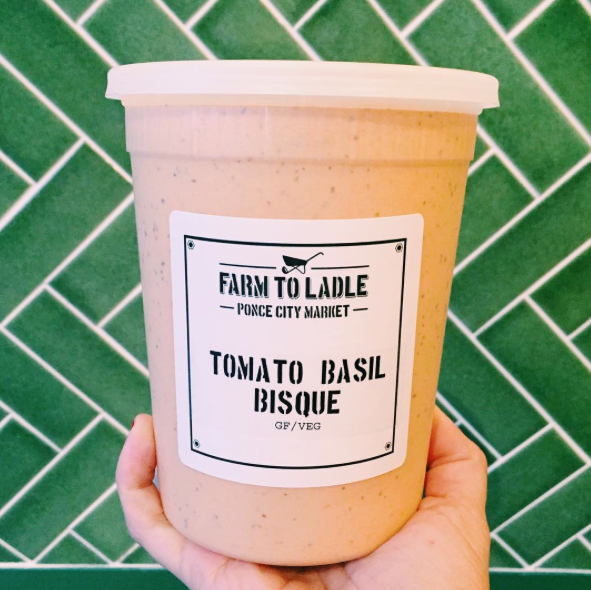 FARM TO LADLE
PONCE CITY MARKET
TOMATO BASIL
BISQUE
GF/VEG